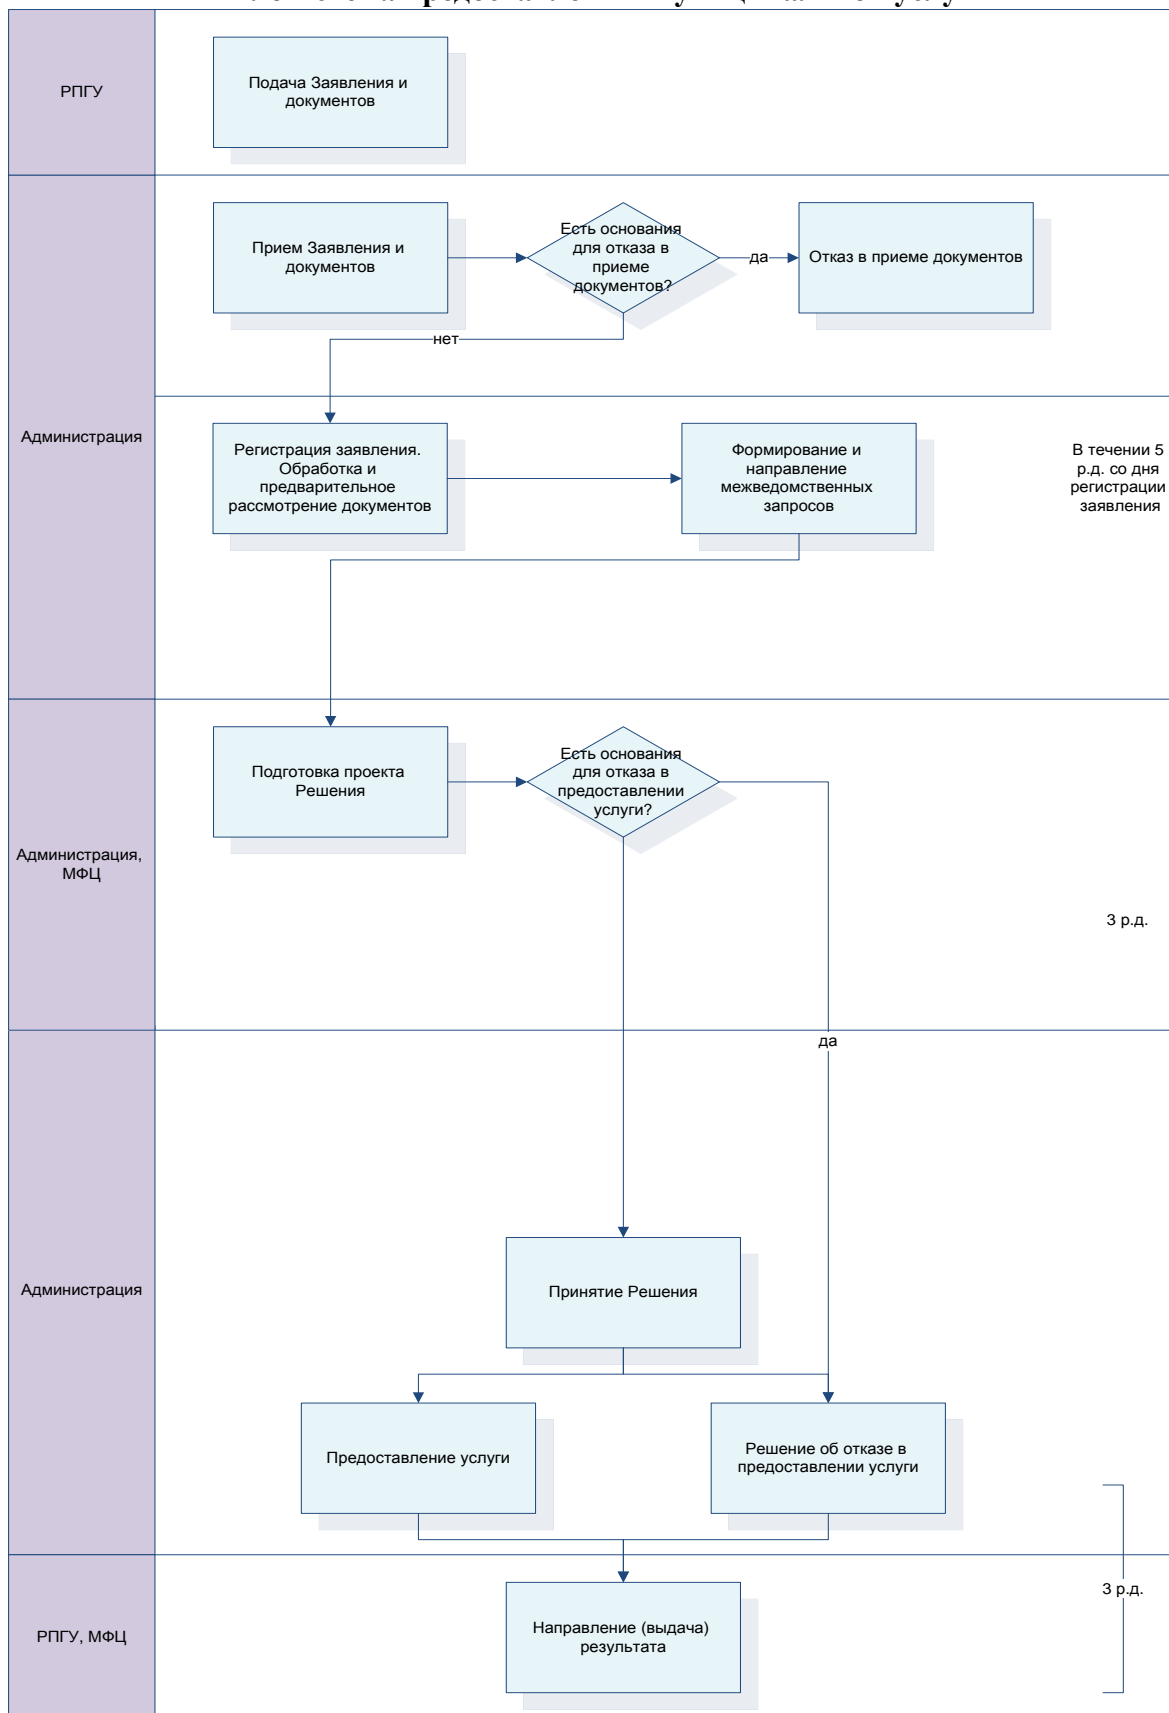 РПГУ
Подача Заявления и
документов
Администрация
Прием Заявления и
документов
Есть основания
для отказа в
приеме
документов?
да
Отказ в приеме документов
нет
Регистрация заявления.
Обработка и
предварительное
рассмотрение документов
Формирование и
направление
межведомственных
запросов
В течении 5
р.д. со дня
регистрации
заявления
Администрация,
МФЦ
Подготовка проекта
Решения
Есть основания
для отказа в
предоставлении
услуги?
3 р.д.
да
Администрация
Принятие Решения
Предоставление услуги
Решение об отказе в
предоставлении услуги
3 р.д.
РПГУ, МФЦ
Направление (выдача)
результата